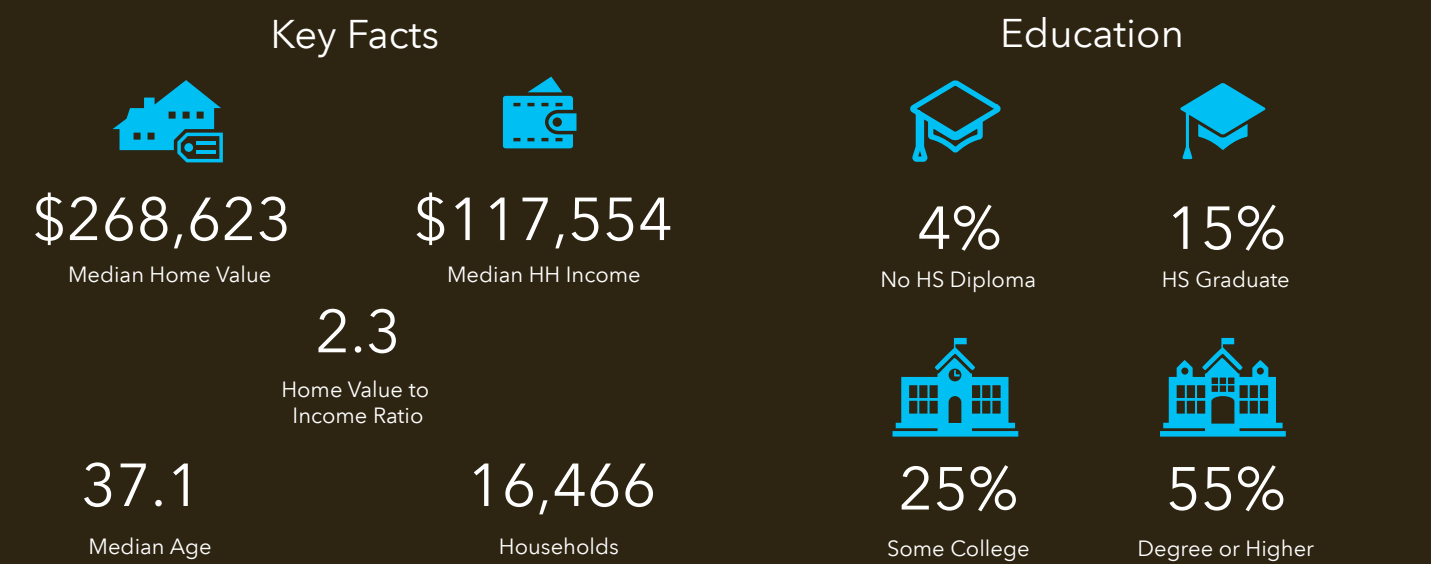 Key Facts
$268,623
Median Home Value
$117,554
Median HH Income
2.3
Home Value to
Income Ratio
37.1
Median Age
16,466
Households
Education
4%
No HS Diploma
15%
HS Graduate
25%
Some College
55%
Degree or Higher